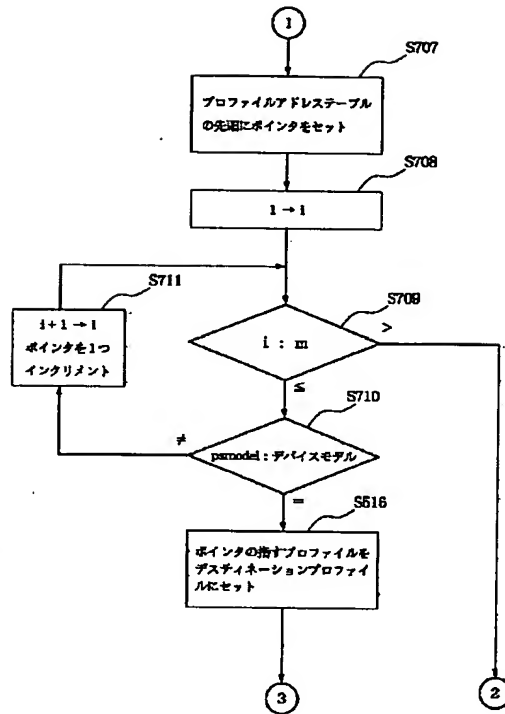 1
S707
プロファイルアドレステーブル
の先頭にポインタをセット
S708
1→i
S711
i+1→i
ポインタを1つ
インクリメント
S709
i : m
>
≦
S710
≠
psmodel：デバイスモデル
=
S516
ポインタの指すプロファイルを
デスティネーションプロファイ
ルにセット
3
2